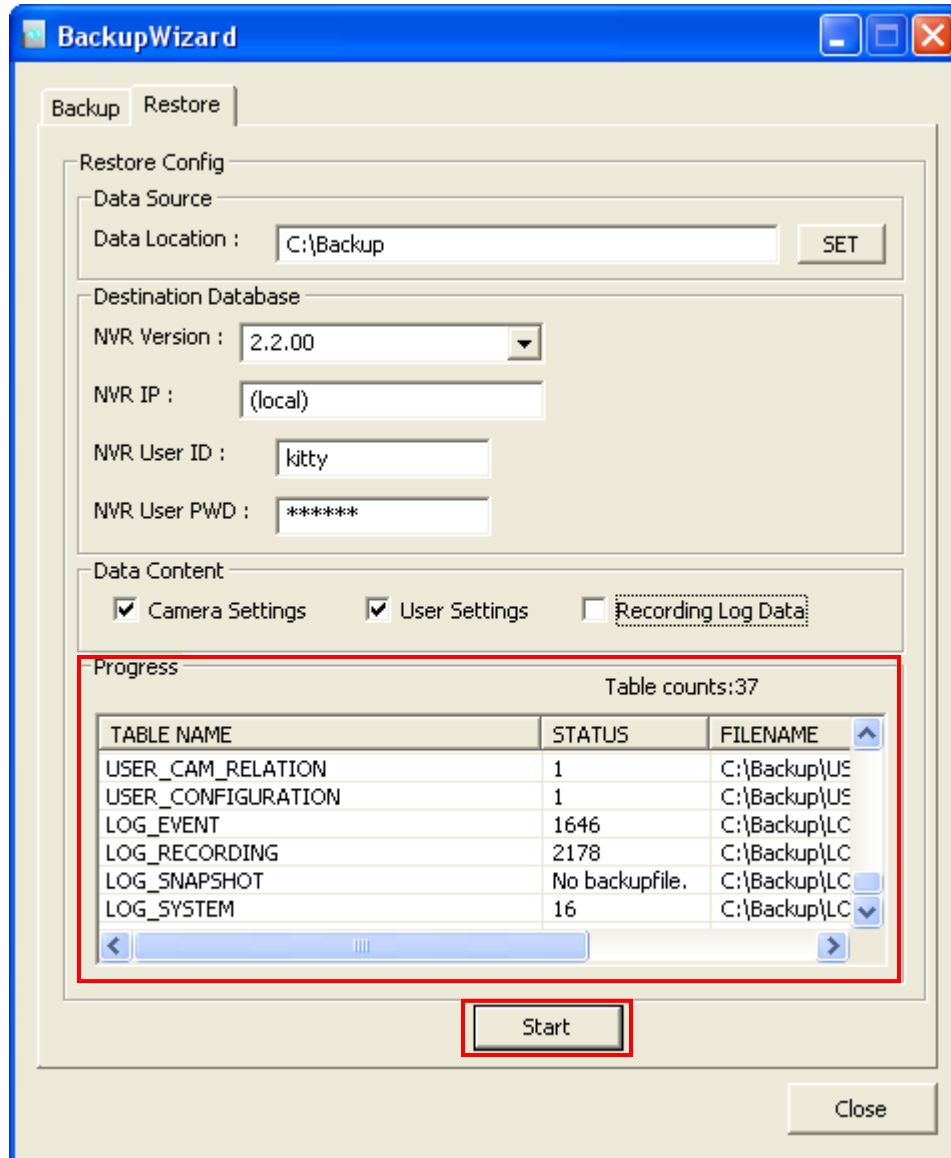 BackupWizard
Backup Restore
Restore Config
Data Source
Data Location : C:\Backup SET
Destination Database
NVR Version : 2.2.00
NVR IP : (local)
NVR User ID : kitty
NVR User PWD : ******
Data Content
Camera Settings User Settings Recording Log Data
Progress
Table counts:37
TABLE NAME STATUS FILENAME
USER_CAM_RELATION 1 C:\Backup\US
USER_CONFIGURATION 1 C:\Backup\US
LOG_EVENT 1646 C:\Backup\LC
LOG_RECORDING 2178 C:\Backup\LC
LOG_SNAPSHOT No backupfile. C:\Backup\LC
LOG_SYSTEM 16 C:\Backup\LC
Start
Close